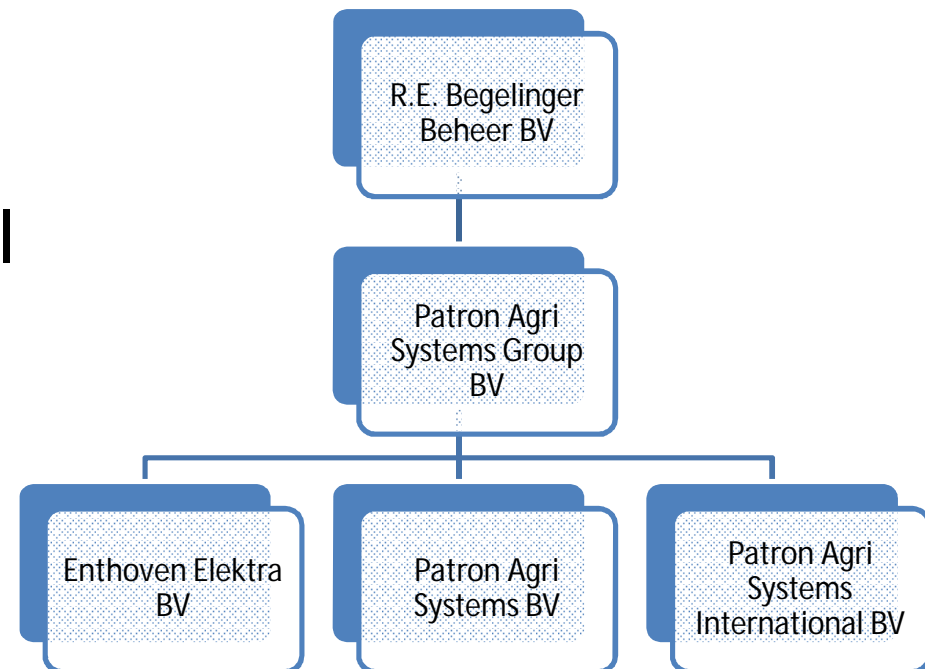 R.E. Begelinger
Beheer BV
Patron Agri
Systems Group
BV
Enthoven Elektra
BV
Patron Agri
Systems BV
Patron Agri
Systems
International BV